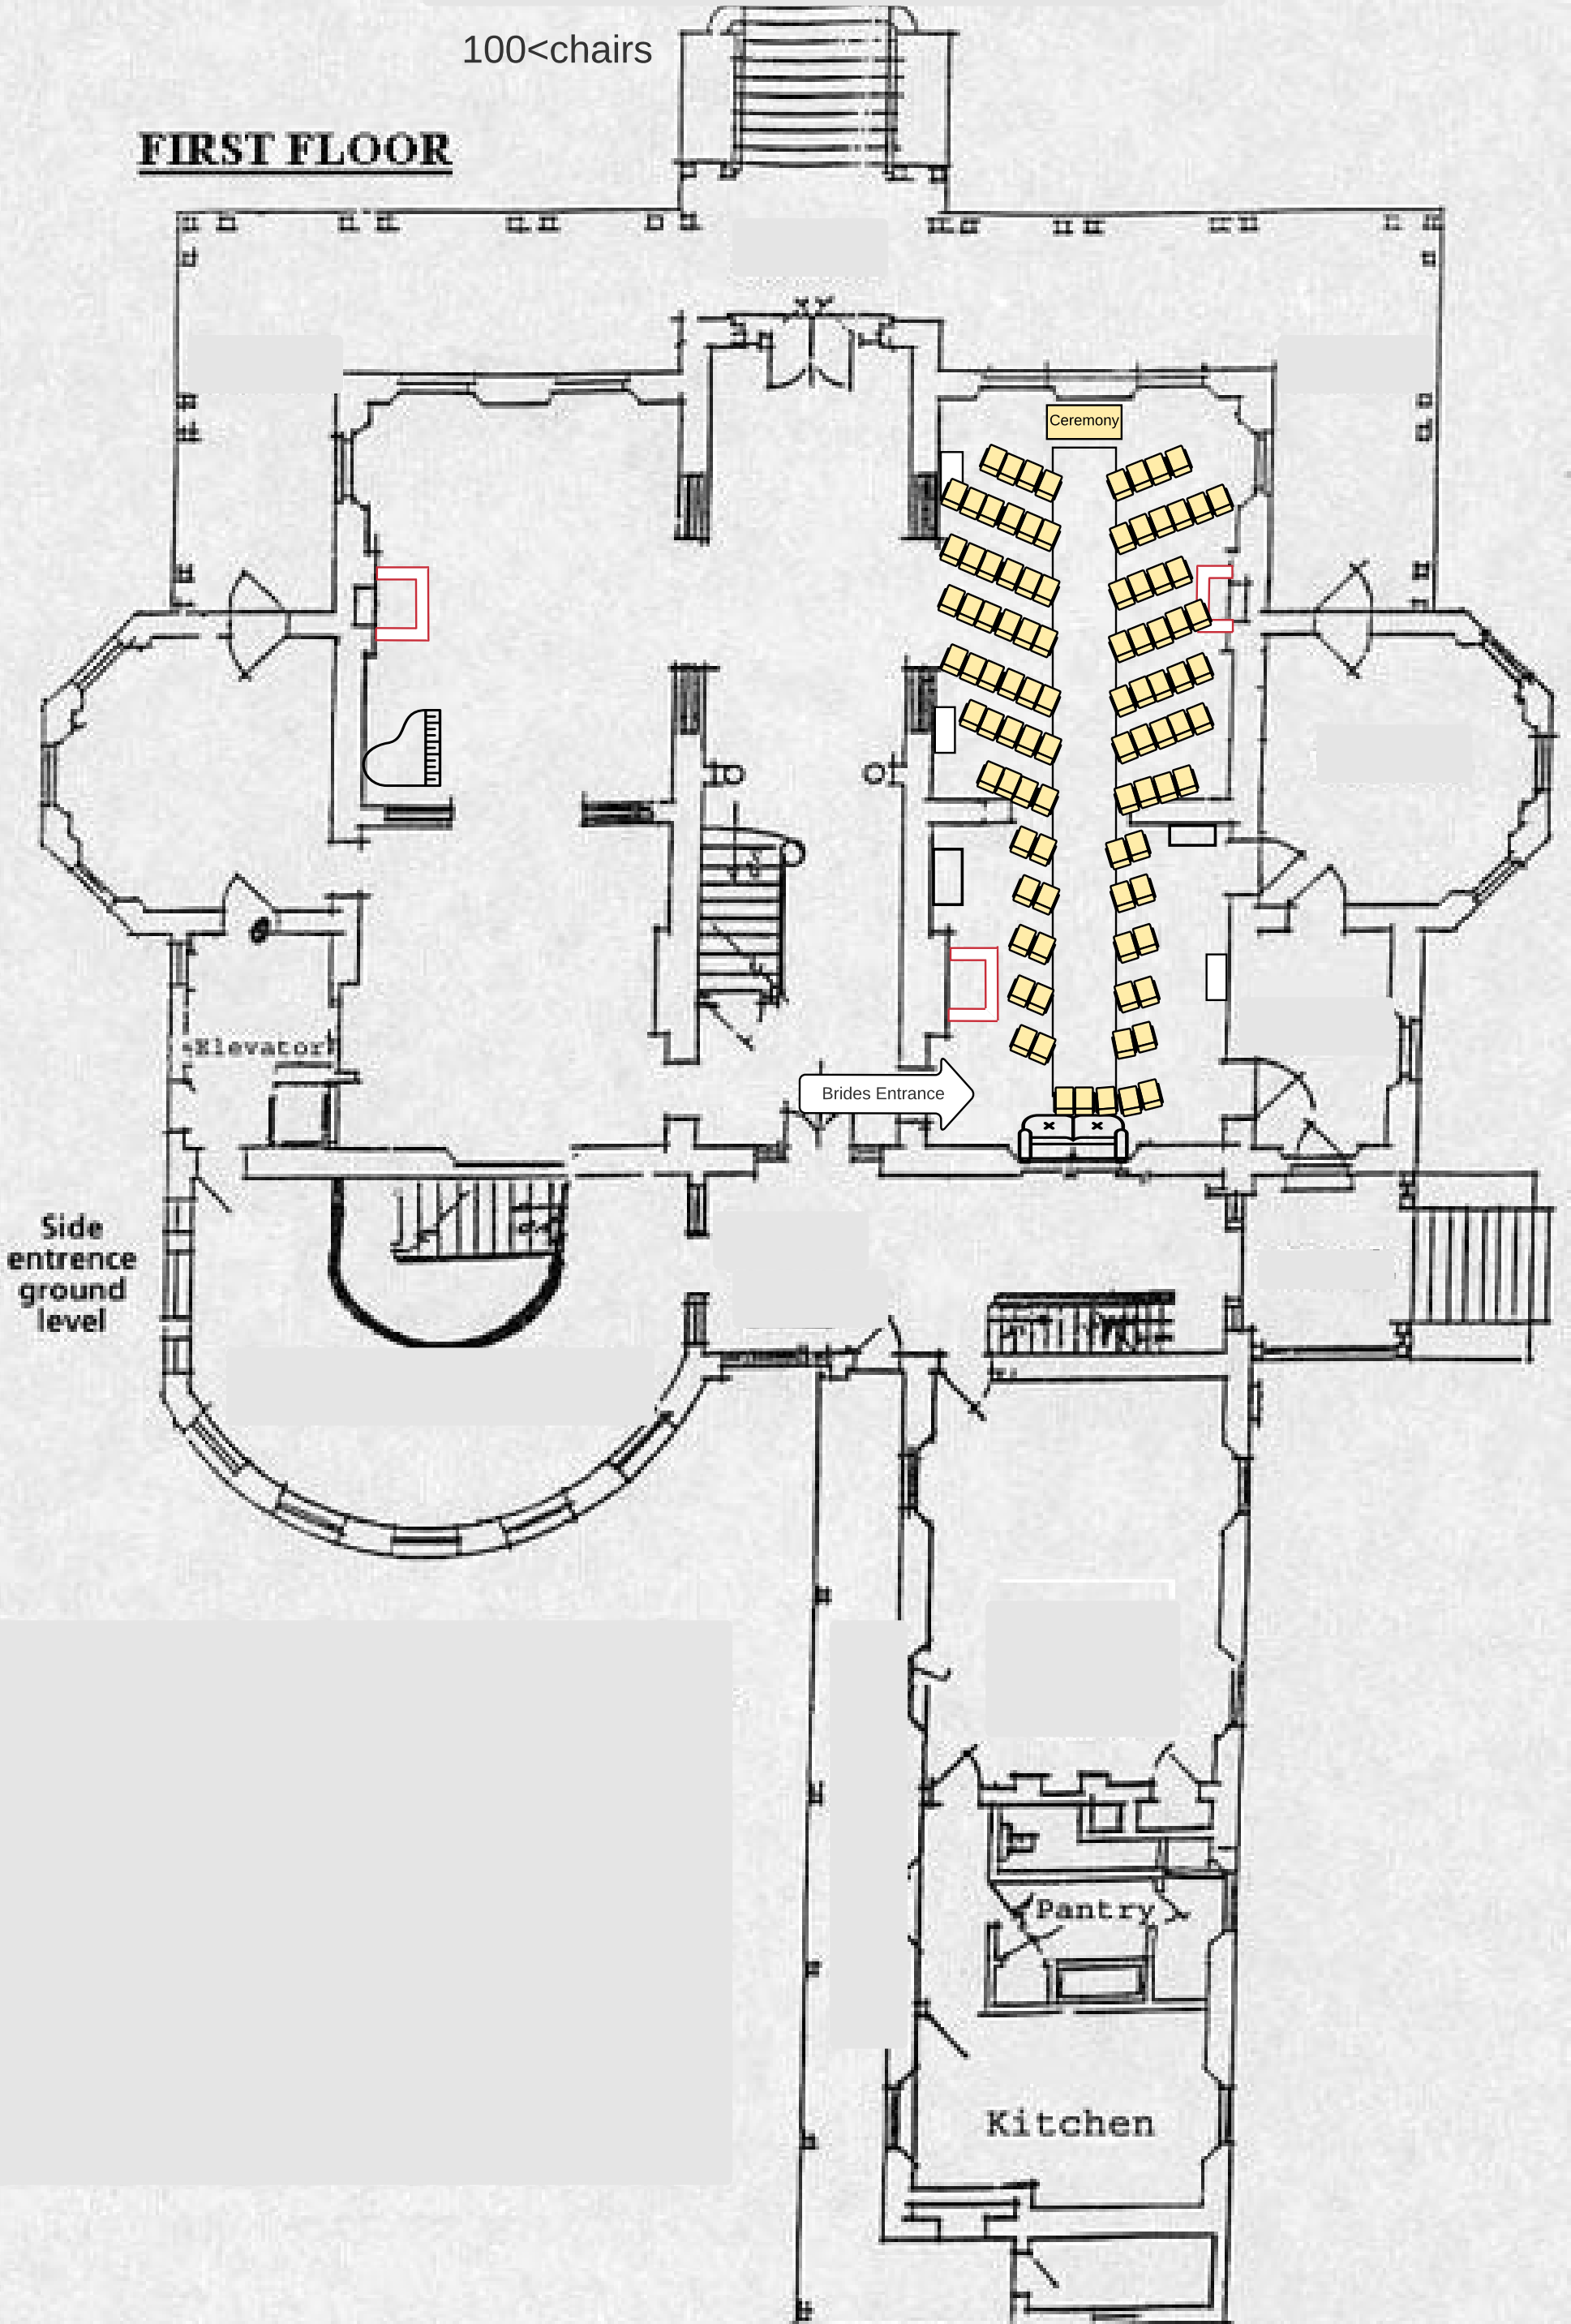 100<chairs
FIRST FLOOR
Ceremony
Elevator
Brides Entrance
Side
entrence
ground
level
Pantry
Kitchen